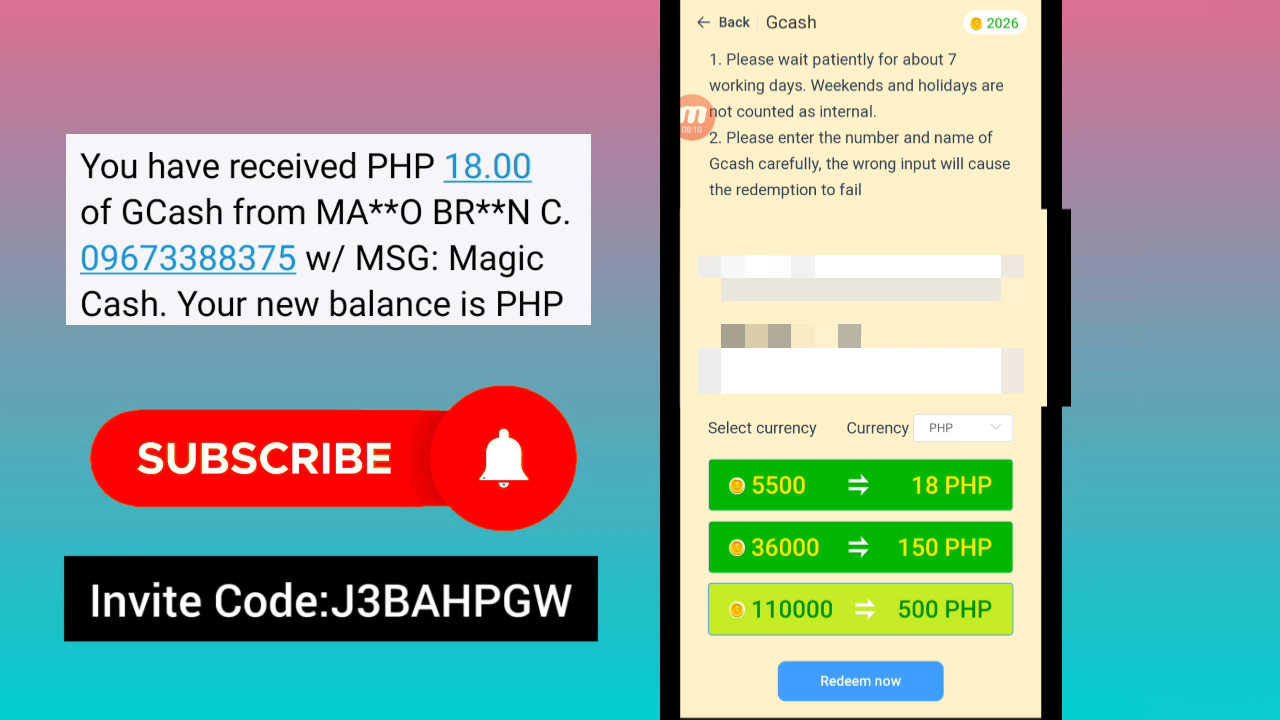 You have received PHP 18.00
of GCash from MA**O BR**N C.
09673388375 w/ MSG: Magic
Cash. Your new balance is PHP
SUBSCRIBE
Invite Code:J3BAHPGW
Back Gcash 2026
1. Please wait patiently for about 7
working days. Weekends and holidays are
not counted as internal.
08:10
2. Please enter the number and name of
Gcash carefully, the wrong input will cause
the redemption to fail
Select currency Currency PHP
5500 18 PHP
36000 150 PHP
110000 500 PHP
Redeem now